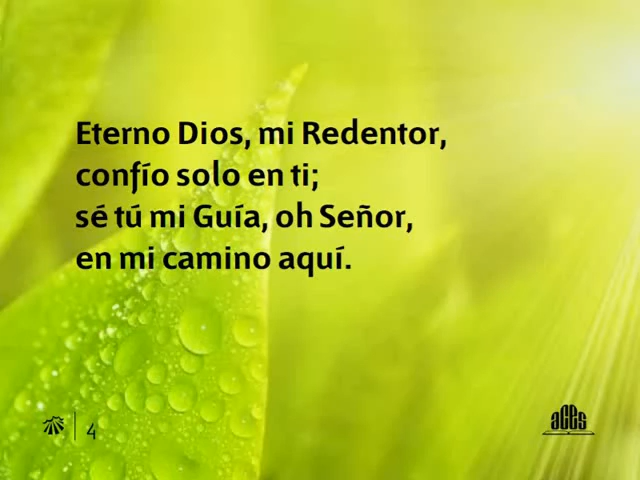 Eterno Dios, mi Redentor,
confío solo en ti;
sé tú mi Guía, oh Señor,
en mi camino aquí.
4
aces